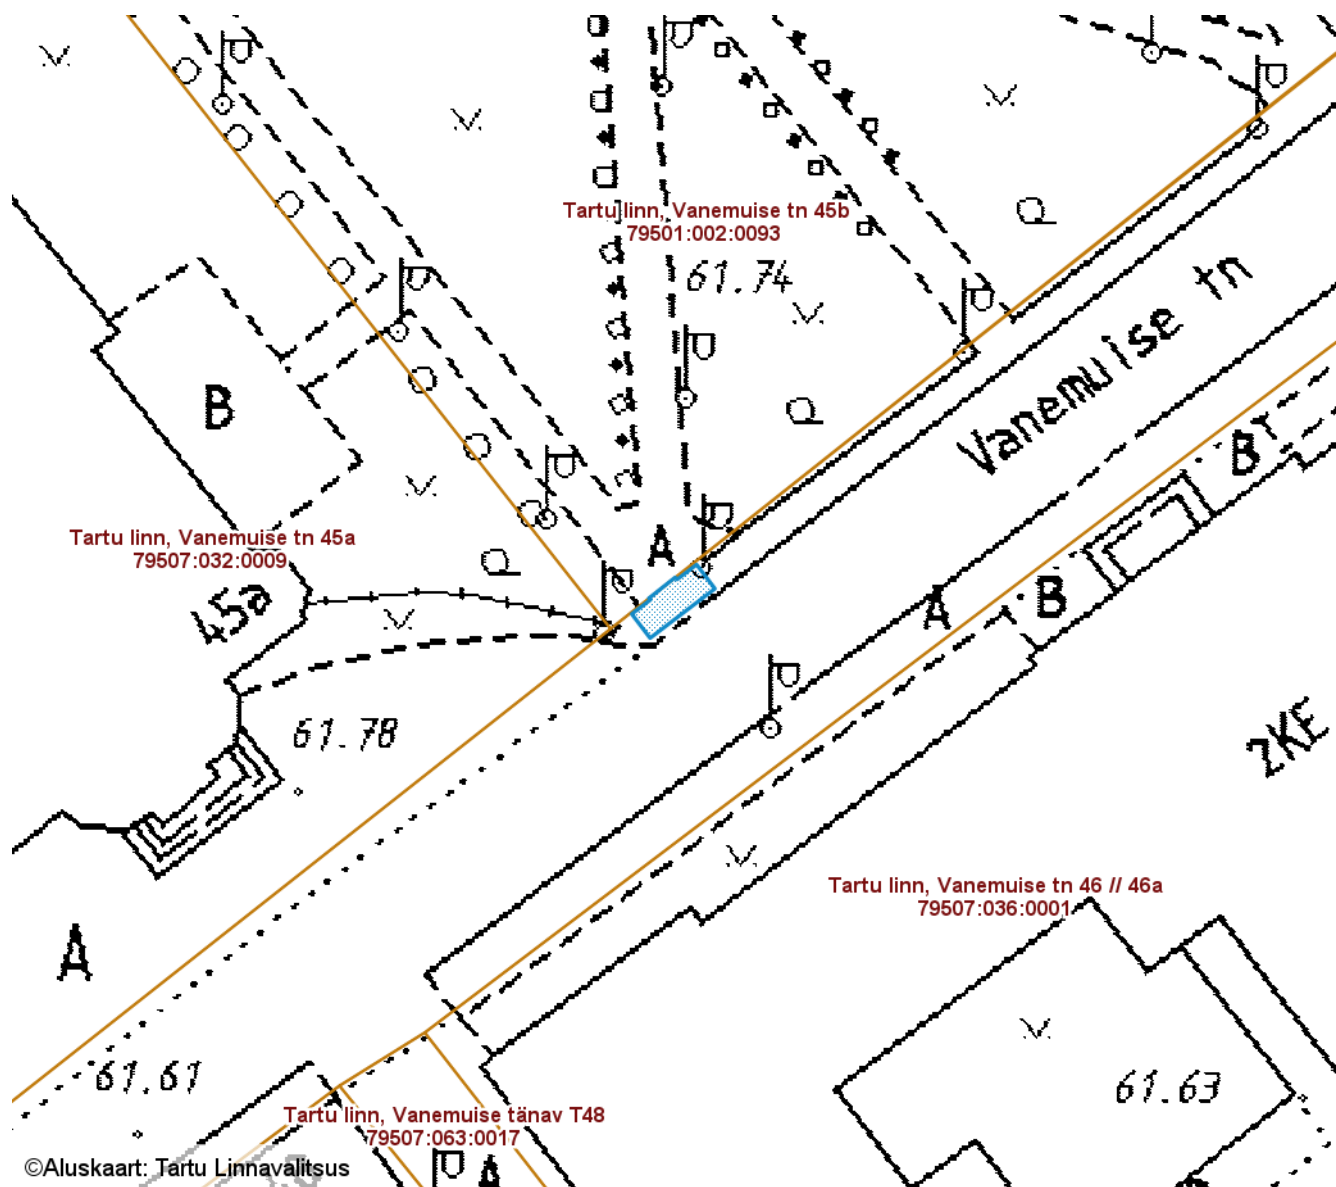 Tartu linn, Vanemuise tn 45b
79501:002:0093
61.74
Vanemuise tn
B
B
Tartu linn, Vanemuise tn 45a
79507:032:0009
A
45a
A
B
61.78
2KE
Tartu linn, Vanemuise tn 46 // 46a
79507:036:0001
A
61.61
61.63
Tartu linn, Vanemuise tänav T48
79507:063:0017
A
©Aluskaart: Tartu Linnavalitsus